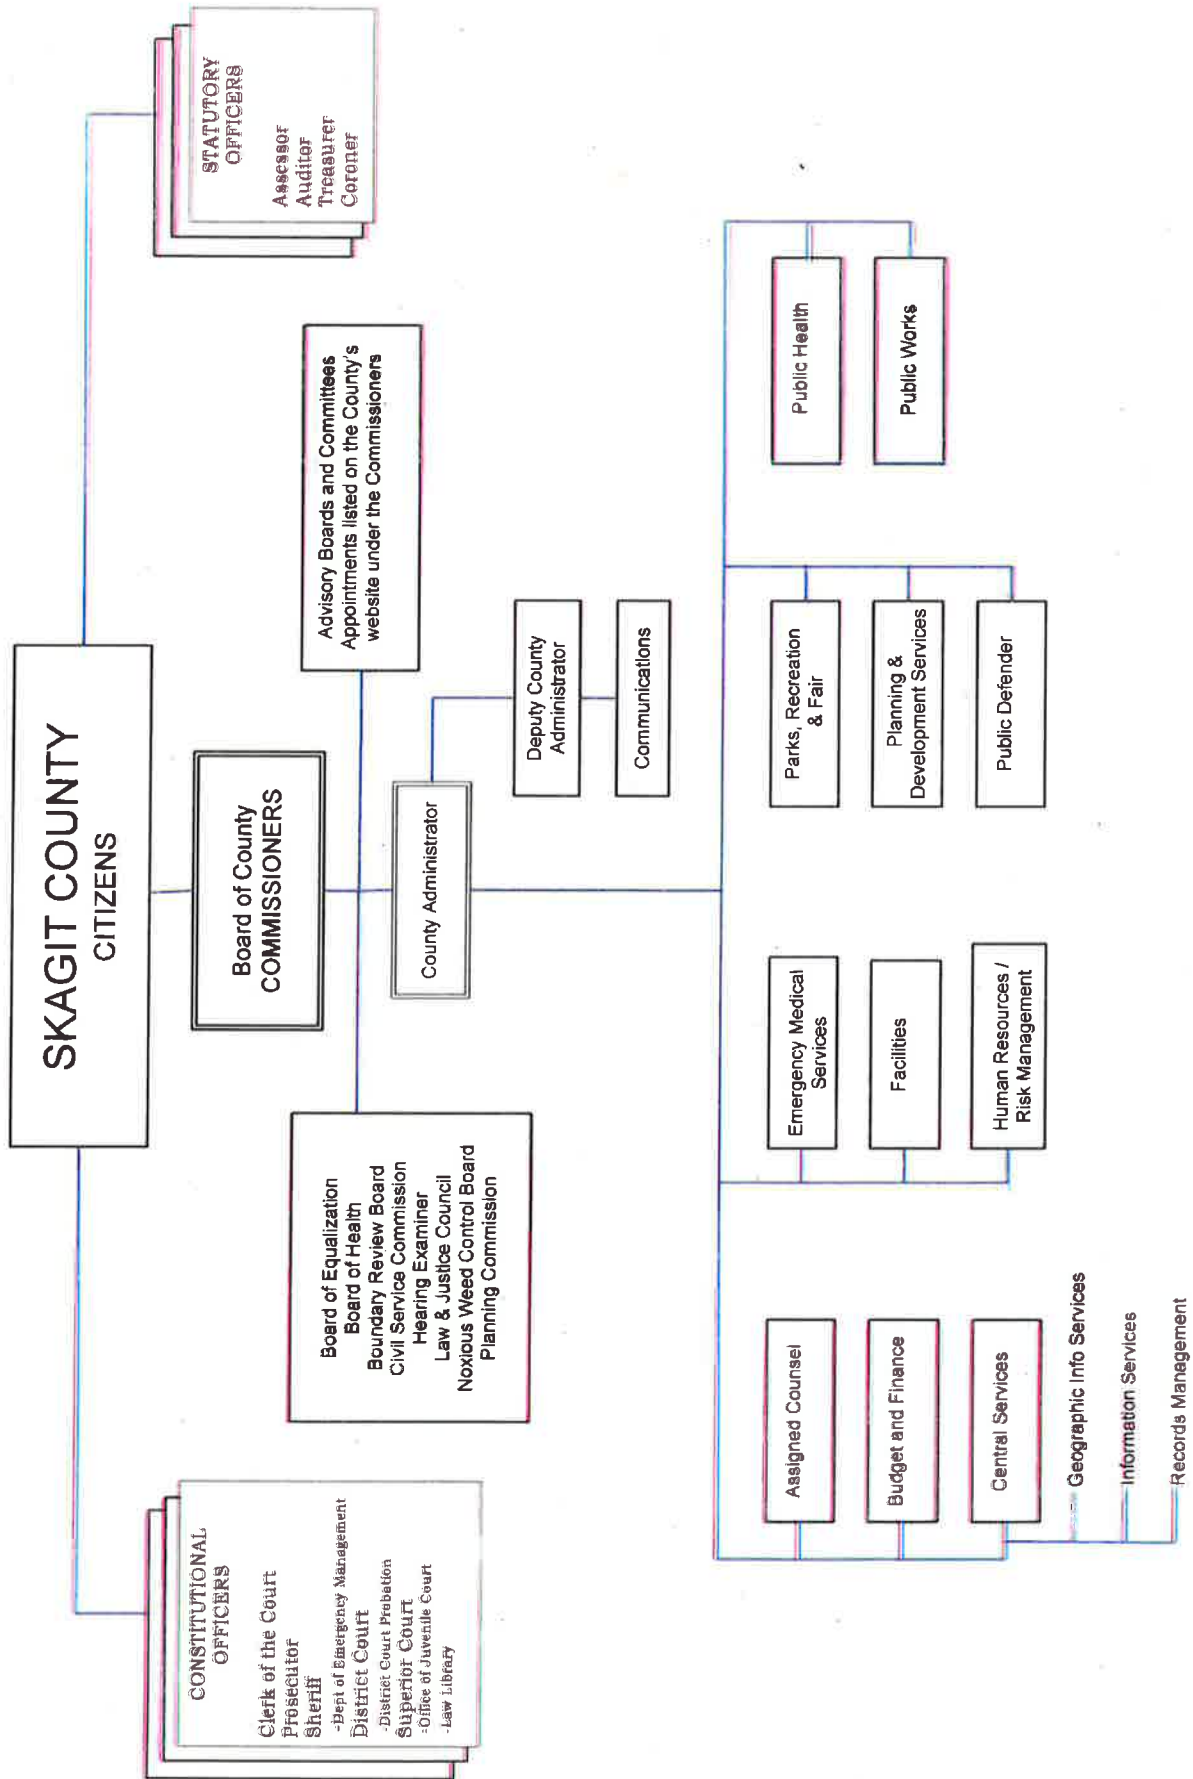 SKAGIT COUNTY
CITIZENS
CONSTITUTIONAL
OFFICERS
Clerk of the Court
Prosecutor
Sheriff
-Dept of Emergency Management
District Court
-District Court Probation
Superior Court
-Office of Juvenile Court
-Law Library
Board of County
COMMISSIONERS
STATUTORY
OFFICERS
Assessor
Auditor
Treasurer
Coroner
Board of Equalization
Board of Health
Boundary Review Board
Civil Service Commission
Hearing Examiner
Law & Justice Council
Noxious Weed Control Board
Planning Commission
Advisory Boards and Committees
Appointments listed on the County's
website under the Commissioners
County Administrator
Deputy County
Administrator
Communications
Assigned Counsel
Budget and Finance
Central Services
Geographic Info Services
Information Services
Records Management
Emergency Medical
Services
Facilities
Human Resources /
Risk Management
Parks, Recreation
& Fair
Planning &
Development Services
Public Defender
Public Health
Public Works